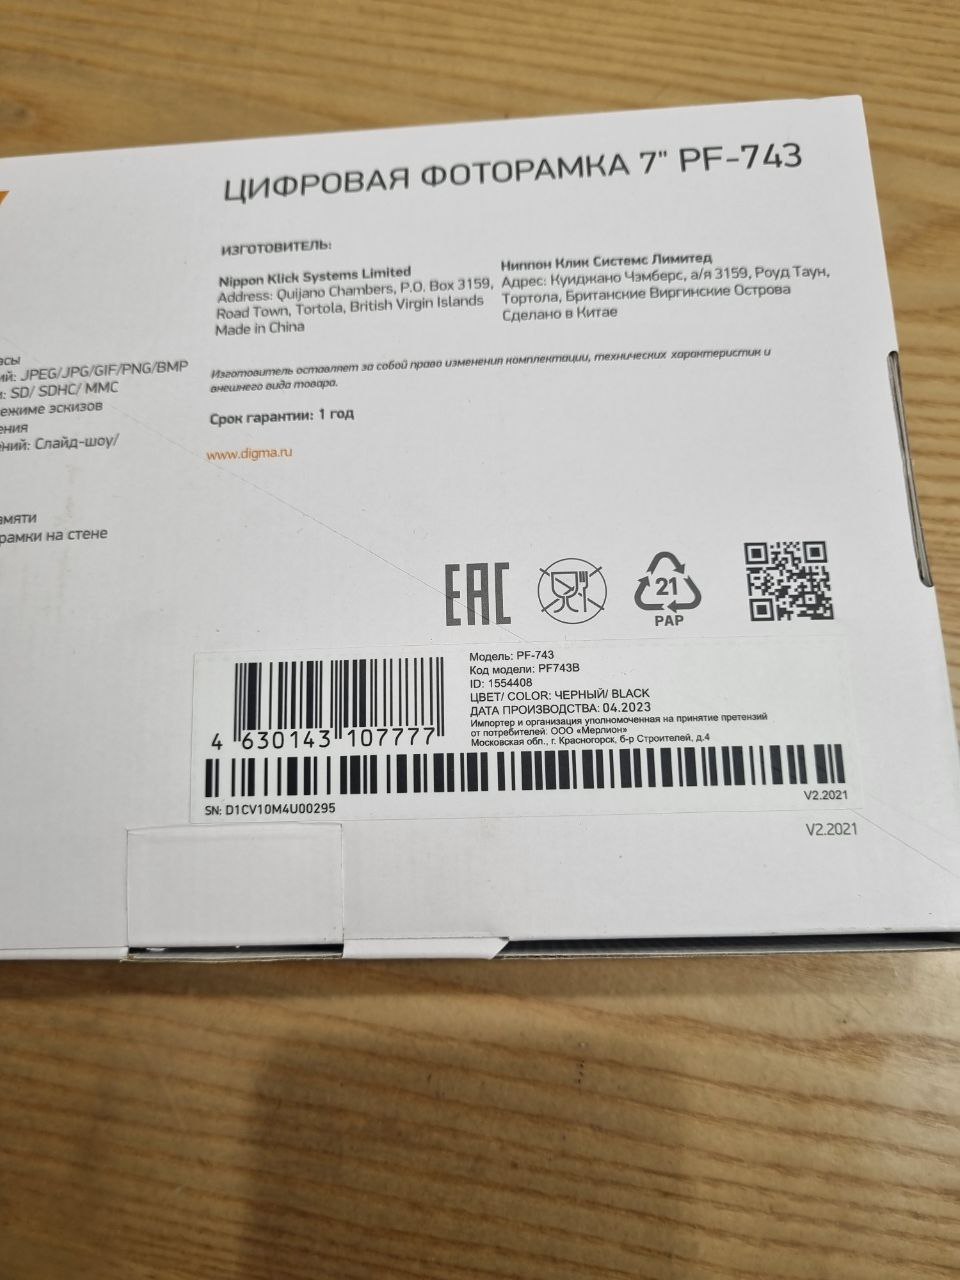 ЦИФРОВАЯ ФОТОРАМКА 7" PF-743
ИЗГОТОВИТЕЛЬ:
Nippon Klick Systems Limited
Address: Quijano Chambers, P.O. Box 3159,
Road Town, Tortola, British Virgin Islands
Made in China
Ниппон Клик Системс Лимитед
Адрес: Куиджано Чэмберс, а/я 3159, Роуд Таун,
Тортола, Британские Виргинские Острова
Сделано в Китае
Изготовитель оставляет за собой право изменения комплектации, технических характеристик и
внешнего вида товара.
Срок гарантии: 1 год
www.digma.ru
JPEG/JPG/GIF/PNG/BMP
SD/ SDHC/ MMC
эскизов
Слайд-шоу/
рамки на стене
EAC
21
PAP
4 630143 107777
Модель: PF-743
Код модели: PF743B
ID: 1554408
ЦВЕТ/ COLOR: ЧЕРНЫЙ/ BLACK
ДАТА ПРОИЗВОДСТВА: 04.2023
Импортер и организация уполномоченная на принятие претензий
от потребителей: ООО «Мерлион»
Московская обл., г. Красногорск, б-р Строителей, д.4
SN: D1CV10M4U00295
V2.2021
V2.2021